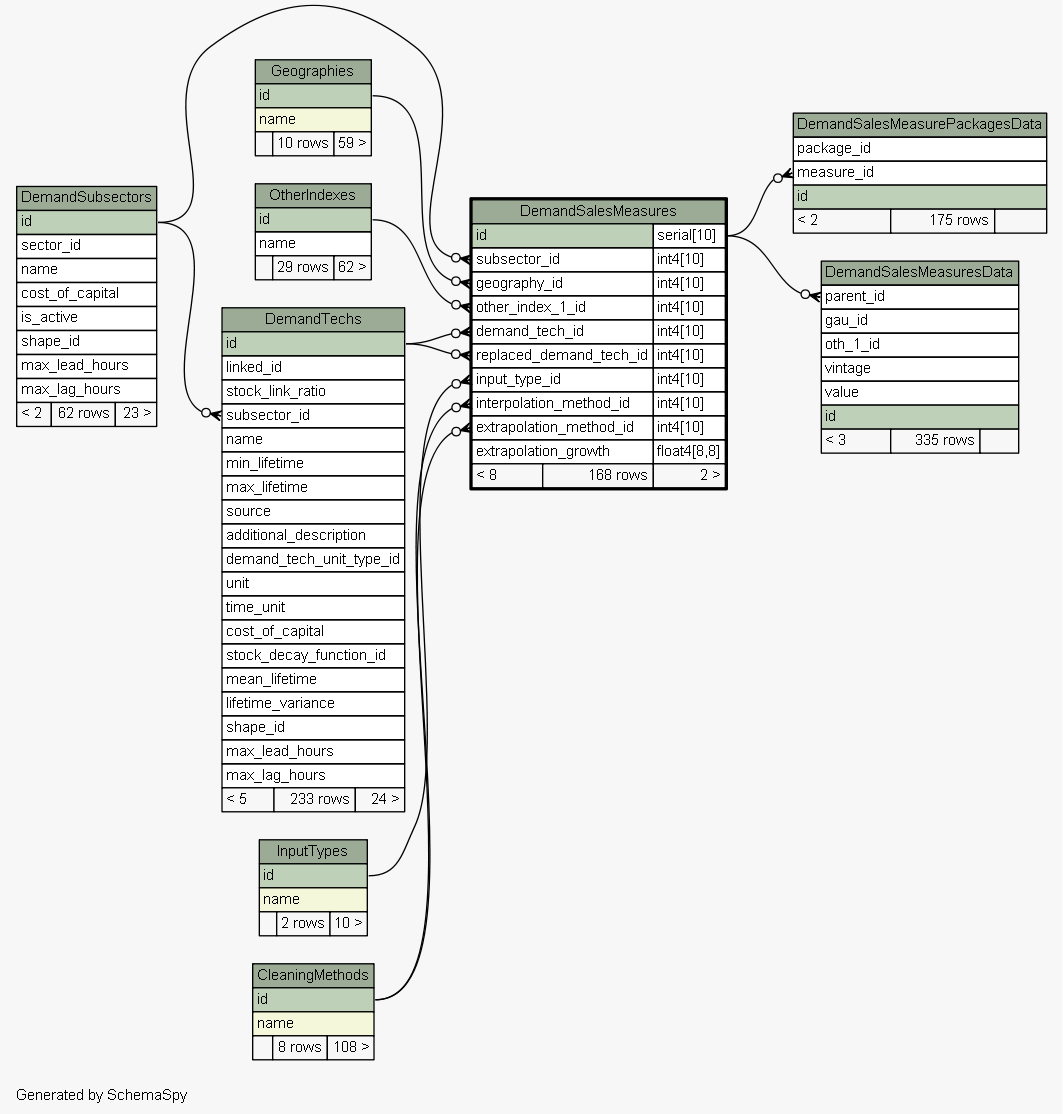 Geographies
id
name
10 rows 59 >
OtherIndexes
id
name
29 rows 62 >
DemandSubsectors
id
sector_id
name
cost_of_capital
is_active
shape_id
max_lead_hours
max_lag_hours
< 2 62 rows 23 >
DemandTechs
id
linked_id
stock_link_ratio
subsector_id
name
min_lifetime
max_lifetime
source
additional_description
demand_tech_unit_type_id
unit
time_unit
cost_of_capital
stock_decay_function_id
mean_lifetime
lifetime_variance
shape_id
max_lead_hours
max_lag_hours
< 5 233 rows 24 >
InputTypes
id
name
2 rows 10 >
CleaningMethods
id
name
8 rows 108 >
DemandSalesMeasures
id serial[10]
subsector_id int4[10]
geography_id int4[10]
other_index_1_id int4[10]
demand_tech_id int4[10]
replaced_demand_tech_id int4[10]
input_type_id int4[10]
interpolation_method_id int4[10]
extrapolation_method_id int4[10]
extrapolation_growth float4[8,8]
< 8 168 rows 2 >
DemandSalesMeasurePackagesData
package_id
measure_id
id
< 2 175 rows
DemandSalesMeasuresData
parent_id
gau_id
oth_1_id
vintage
value
id
< 3 335 rows
Generated by SchemaSpy